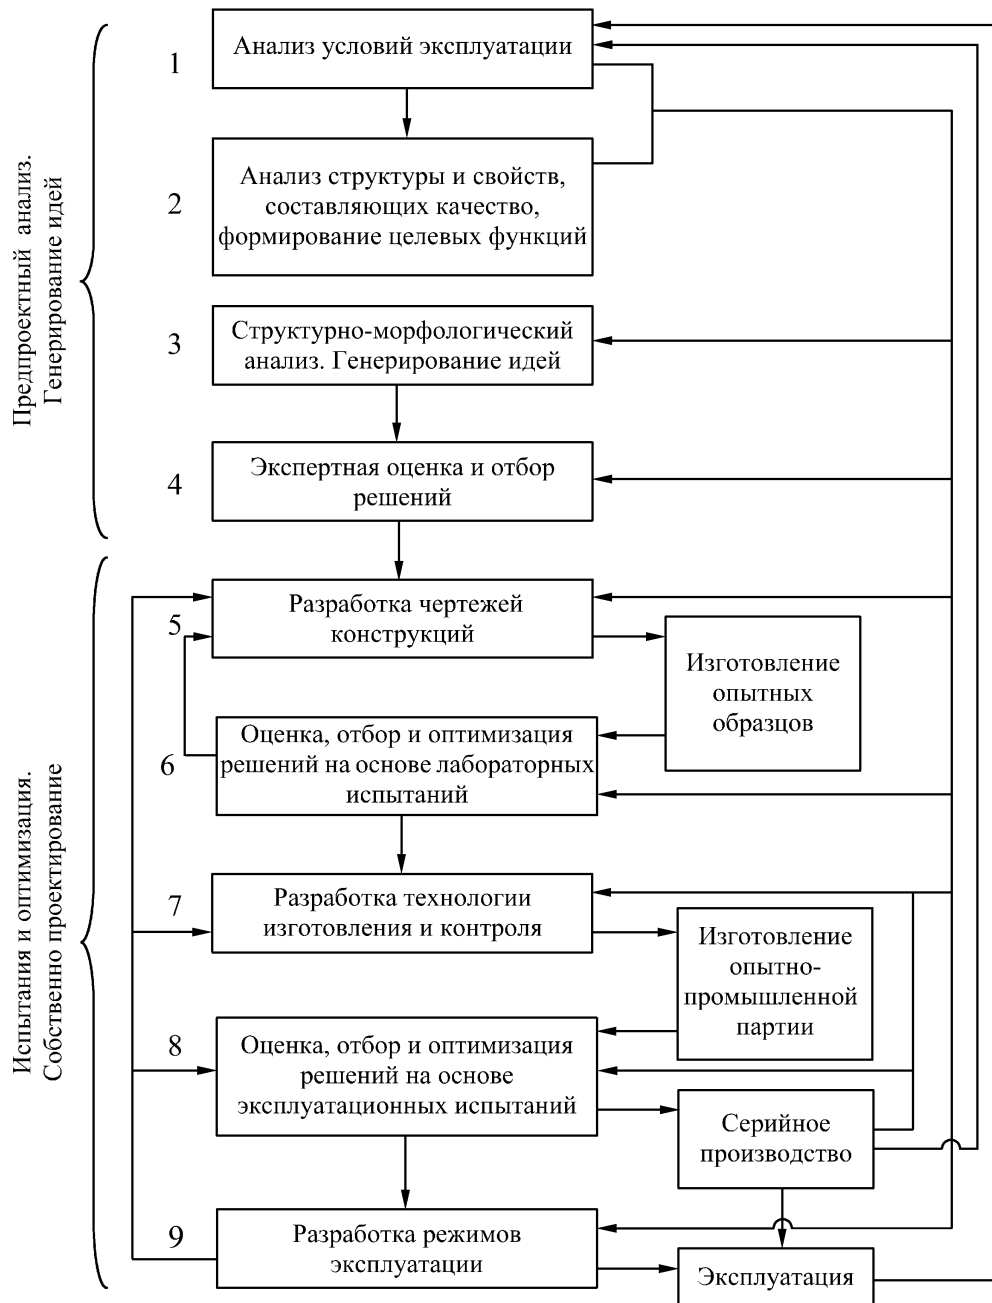 Предпроектный анализ.
Генерирование идей
1
Анализ условий эксплуатации
2
Анализ структуры и свойств,
составляющих качество,
формирование целевых функций
3
Структурно-морфологический
анализ. Генерирование идей
4
Экспертная оценка и отбор
решений
Испытания и оптимизация.
Собственно проектирование
5
Разработка чертежей
конструкций
Изготовление
опытных
образцов
6
Оценка, отбор и оптимизация
решений на основе лабораторных
испытаний
7
Разработка технологии
изготовления и контроля
Изготовление
опытно-
промышленной
партии
8
Оценка, отбор и оптимизация
решений на основе
эксплуатационных испытаний
Серийное
производство
9
Разработка режимов
эксплуатации
Эксплуатация